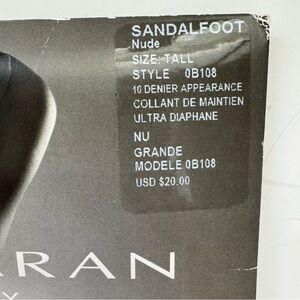 SANDALFOOT
Nude
SIZE: TALL
STYLE 0B108
10 DENIER APPEARANCE
COLLANT DE MAINTIEN
ULTRA DIAPHANE
NU
GRANDE
MODELE 0B108
USD $20.00
RAN